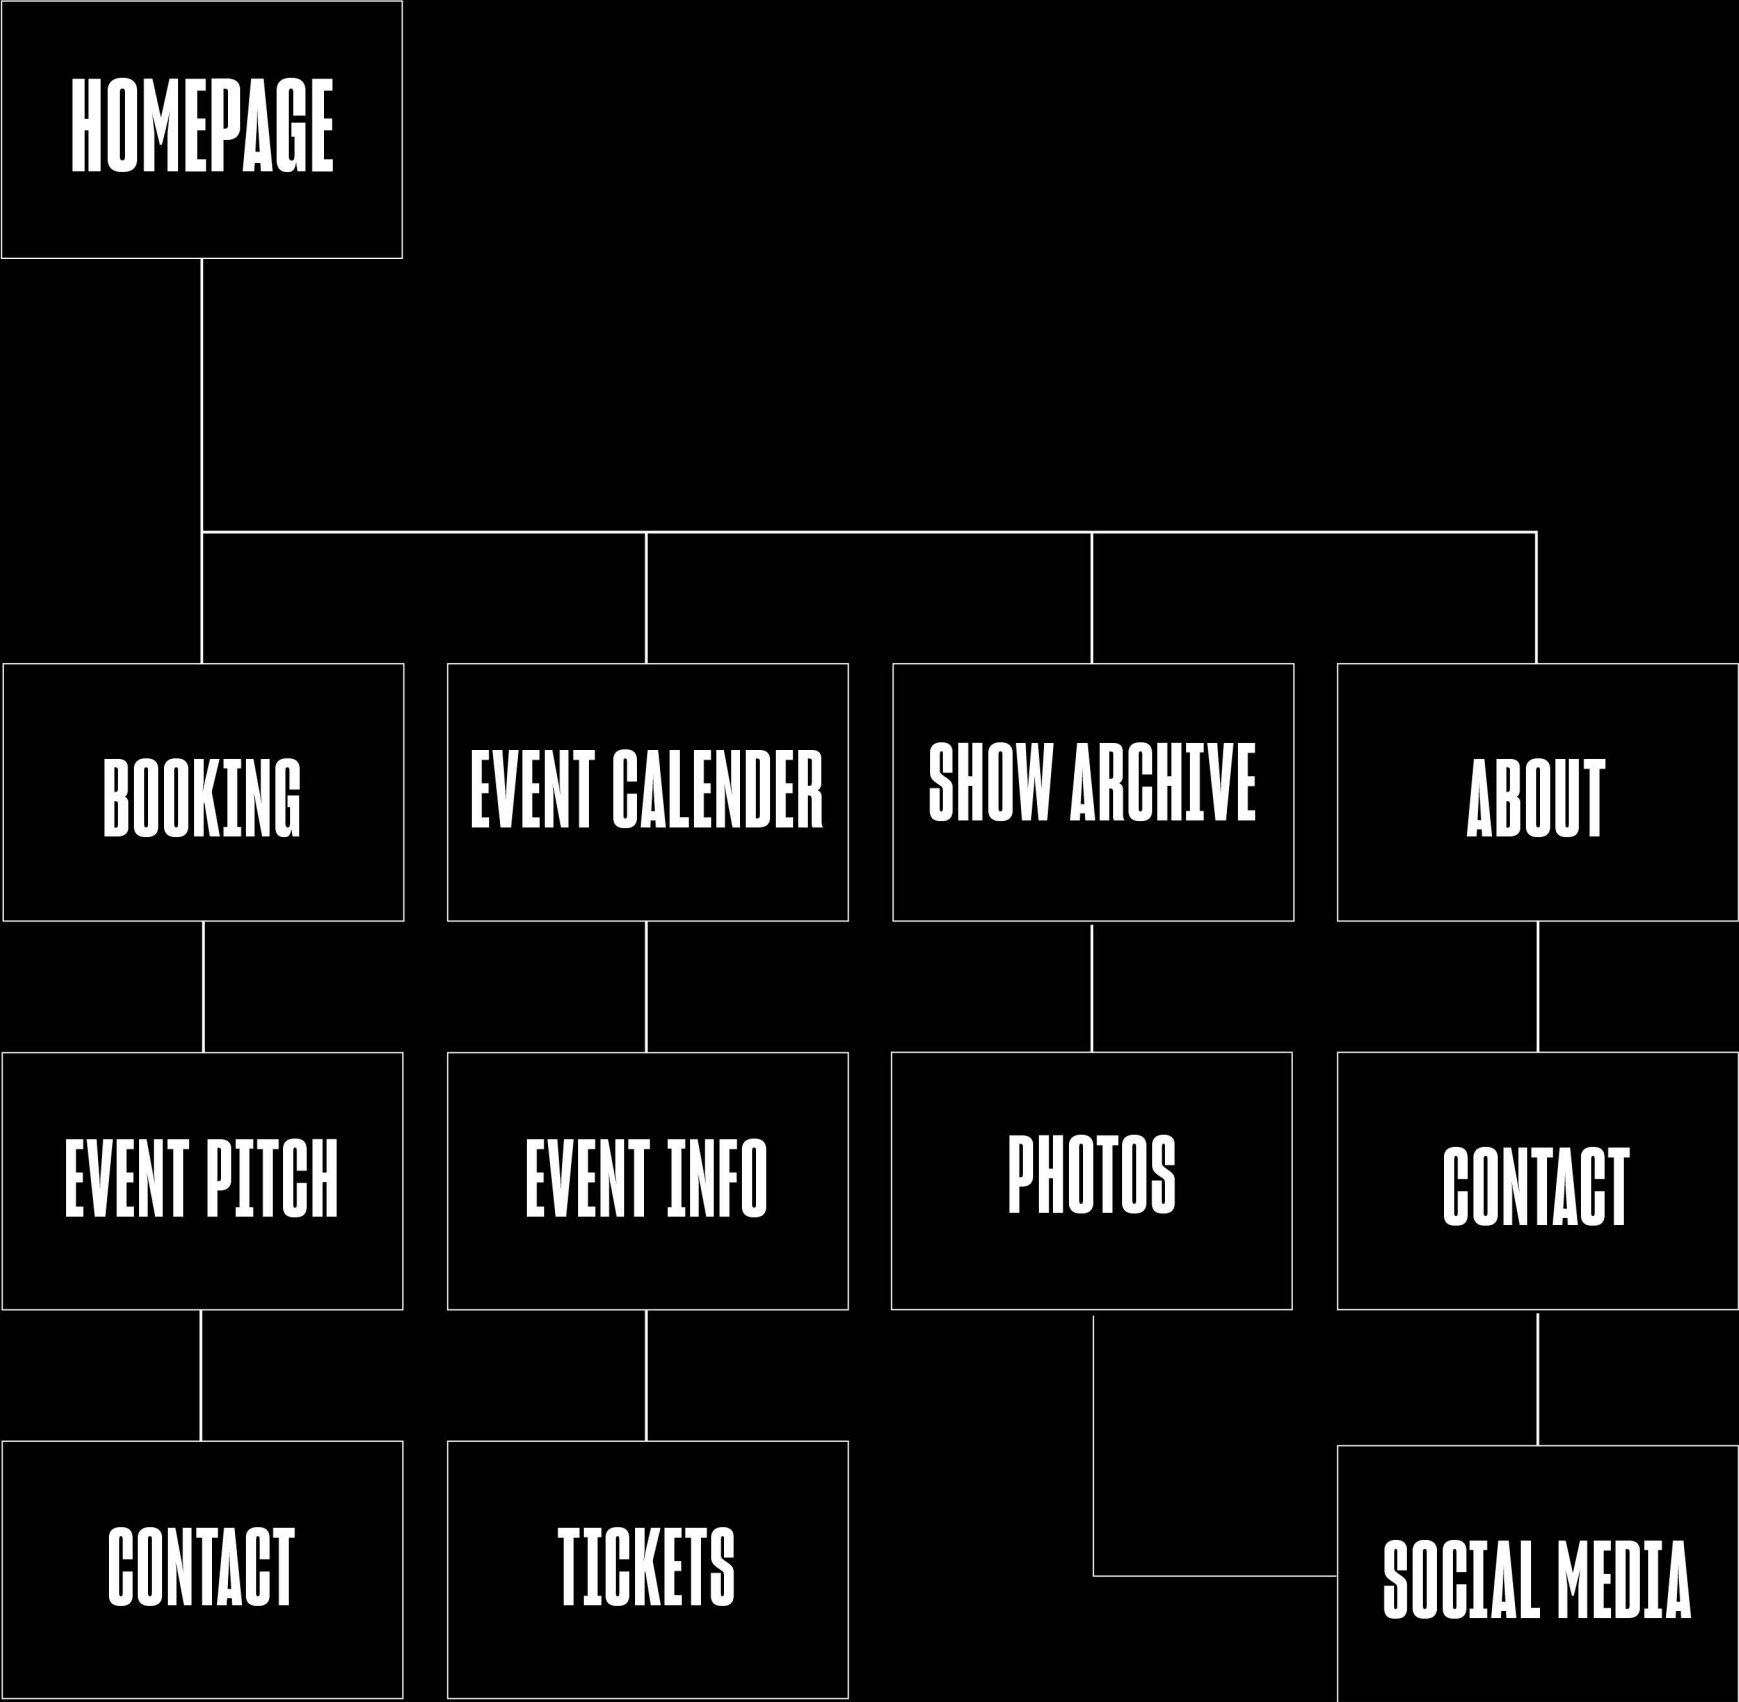 HOMEPAGE
BOOKING
EVENT CALENDER
SHOW ARCHIVE
ABOUT
EVENT PITCH
EVENT INFO
PHOTOS
CONTACT
CONTACT
TICKETS
SOCIAL MEDIA